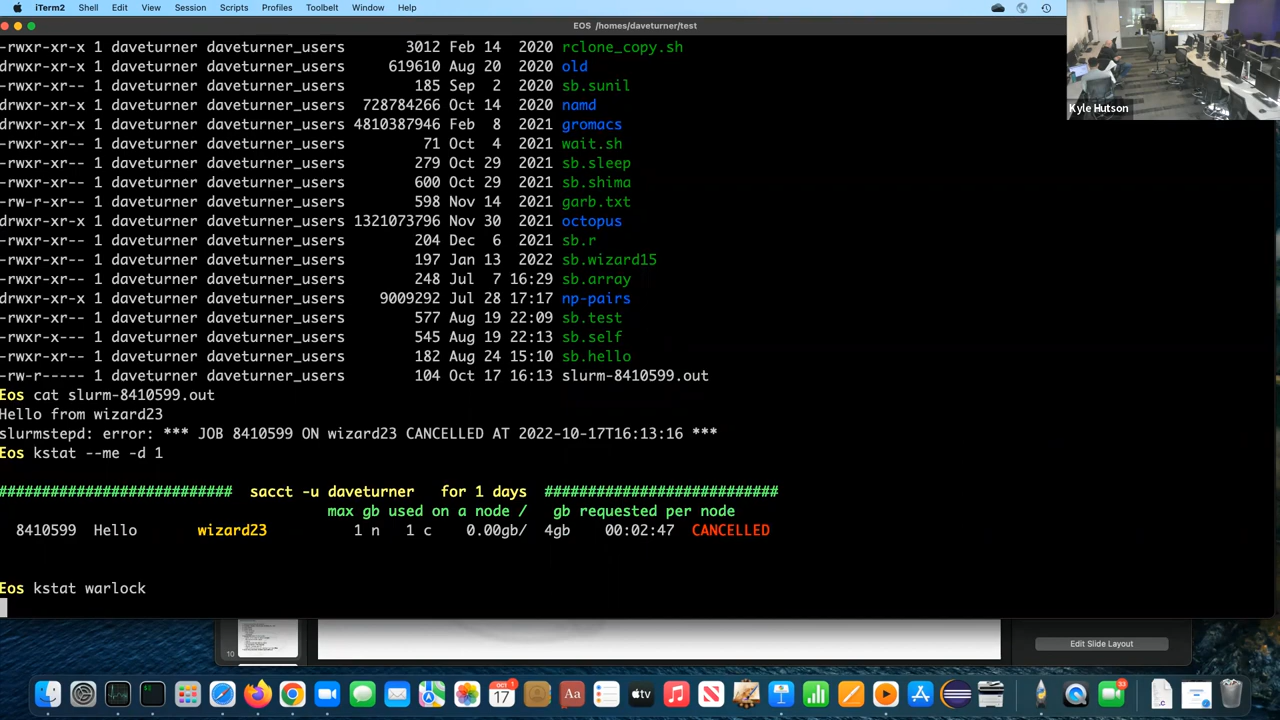 iTerm2 Shell Edit View Session Scripts Profiles Toolbelt Window Help
EOS /homes/daveturner/test
-rwxr-xr-x 1 daveturner daveturner_users 3012 Feb 14 2020 rclone_copy.sh
drwxr-xr-x 1 daveturner daveturner_users 619610 Aug 20 2020 old
-rwxr-xr-- 1 daveturner daveturner_users 185 Sep 2 2020 sb.sunil
drwxr-xr-x 1 daveturner daveturner_users 728784266 Oct 14 2020 namd
drwxr-xr-x 1 daveturner daveturner_users 4810387946 Feb 8 2021 gromacs
-rwxr-xr-- 1 daveturner daveturner_users 71 Oct 4 2021 wait.sh
-rwxr-xr-- 1 daveturner daveturner_users 279 Oct 29 2021 sb.sleep
-rwxr-xr-- 1 daveturner daveturner_users 600 Oct 29 2021 sb.shima
-rw-r-xr-- 1 daveturner daveturner_users 598 Nov 14 2021 garb.txt
drwxr-xr-x 1 daveturner daveturner_users 1321073796 Nov 30 2021 octopus
-rwxr-xr-- 1 daveturner daveturner_users 204 Dec 6 2021 sb.r
-rwxr-xr-- 1 daveturner daveturner_users 197 Jan 13 2022 sb.wizard15
-rwxr-xr-- 1 daveturner daveturner_users 248 Jul 7 16:29 sb.array
drwxr-xr-x 1 daveturner daveturner_users 9009292 Jul 28 17:17 np-pairs
-rwxr-xr-- 1 daveturner daveturner_users 577 Aug 19 22:09 sb.test
-rwxr-x--- 1 daveturner daveturner_users 545 Aug 19 22:13 sb.self
-rwxr-xr-- 1 daveturner daveturner_users 182 Aug 24 15:10 sb.hello
-rw-r----- 1 daveturner daveturner_users 104 Oct 17 16:13 slurm-8410599.out
Eos cat slurm-8410599.out
Hello from wizard23
slurmstepd: error: *** JOB 8410599 ON wizard23 CANCELLED AT 2022-10-17T16:13:16 ***
Eos kstat --me -d 1
########################### sacct -u daveturner for 1 days ###########################
max gb used on a node / gb requested per node
8410599 Hello wizard23 1 n 1 c 0.00gb/ 4gb 00:02:47 CANCELLED
Eos kstat warlock
Kyle Hutson
10
Edit Slide Layout
OCT 1
17
Aa
tv
33